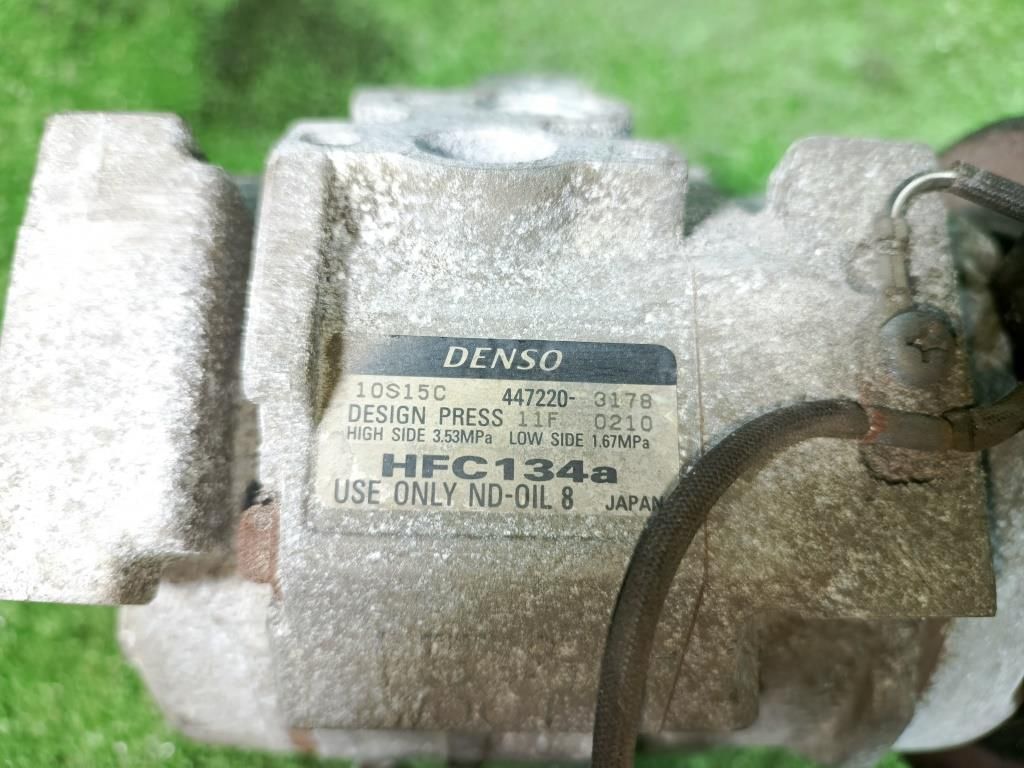 DENSO
10S15C 447220- 3178
DESIGN PRESS 11F 0210
HIGH SIDE 3.53MPa LOW SIDE 1.67MPa
HFC134a
USE ONLY ND-OIL 8 JAPAN